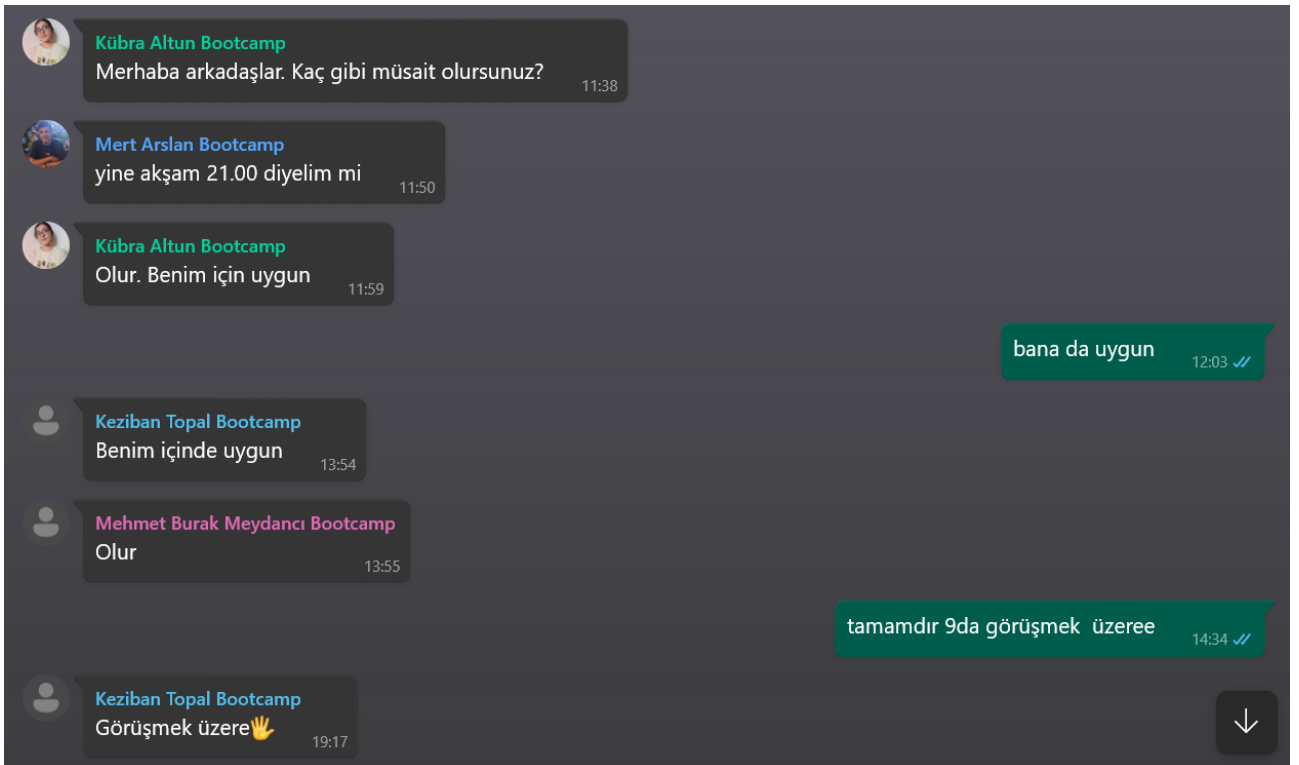 Kübra Altun Bootcamp
Merhaba arkadaşlar. Kaç gibi müsait olursunuz?
11:38
Mert Arslan Bootcamp
yine akşam 21.00 diyelim mi
11:50
Kübra Altun Bootcamp
Olur. Benim için uygun
11:59
bana da uygun
12:03
Keziban Topal Bootcamp
Benim içinde uygun
13:54
Mehmet Burak Meydancı Bootcamp
Olur
13:55
tamamdır 9da görüşmek  üzeree
14:34
Keziban Topal Bootcamp
Görüşmek üzere🖐
19:17